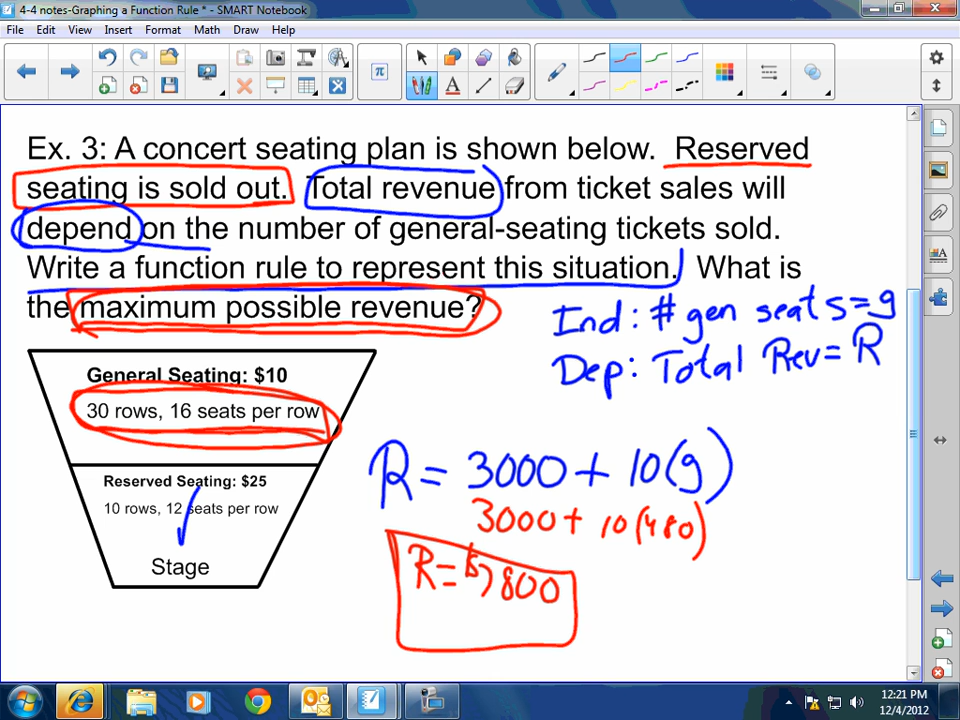 4-4 notes-Graphing a Function Rule * - SMART Notebook
File Edit View Insert Format Math Draw Help
Ex. 3: A concert seating plan is shown below. Reserved
seating is sold out. Total revenue from ticket sales will
depend on the number of general-seating tickets sold.
Write a function rule to represent this situation. What is
the maximum possible revenue?
Ind: # gen seats = g
Dep: Total Rev = R
General Seating: $10
30 rows, 16 seats per row
Reserved Seating: $25
10 rows, 12 seats per row
Stage
R = 3000 + 10(g)
3000 + 10(480)
R = $7800
12:21 PM
12/4/2012